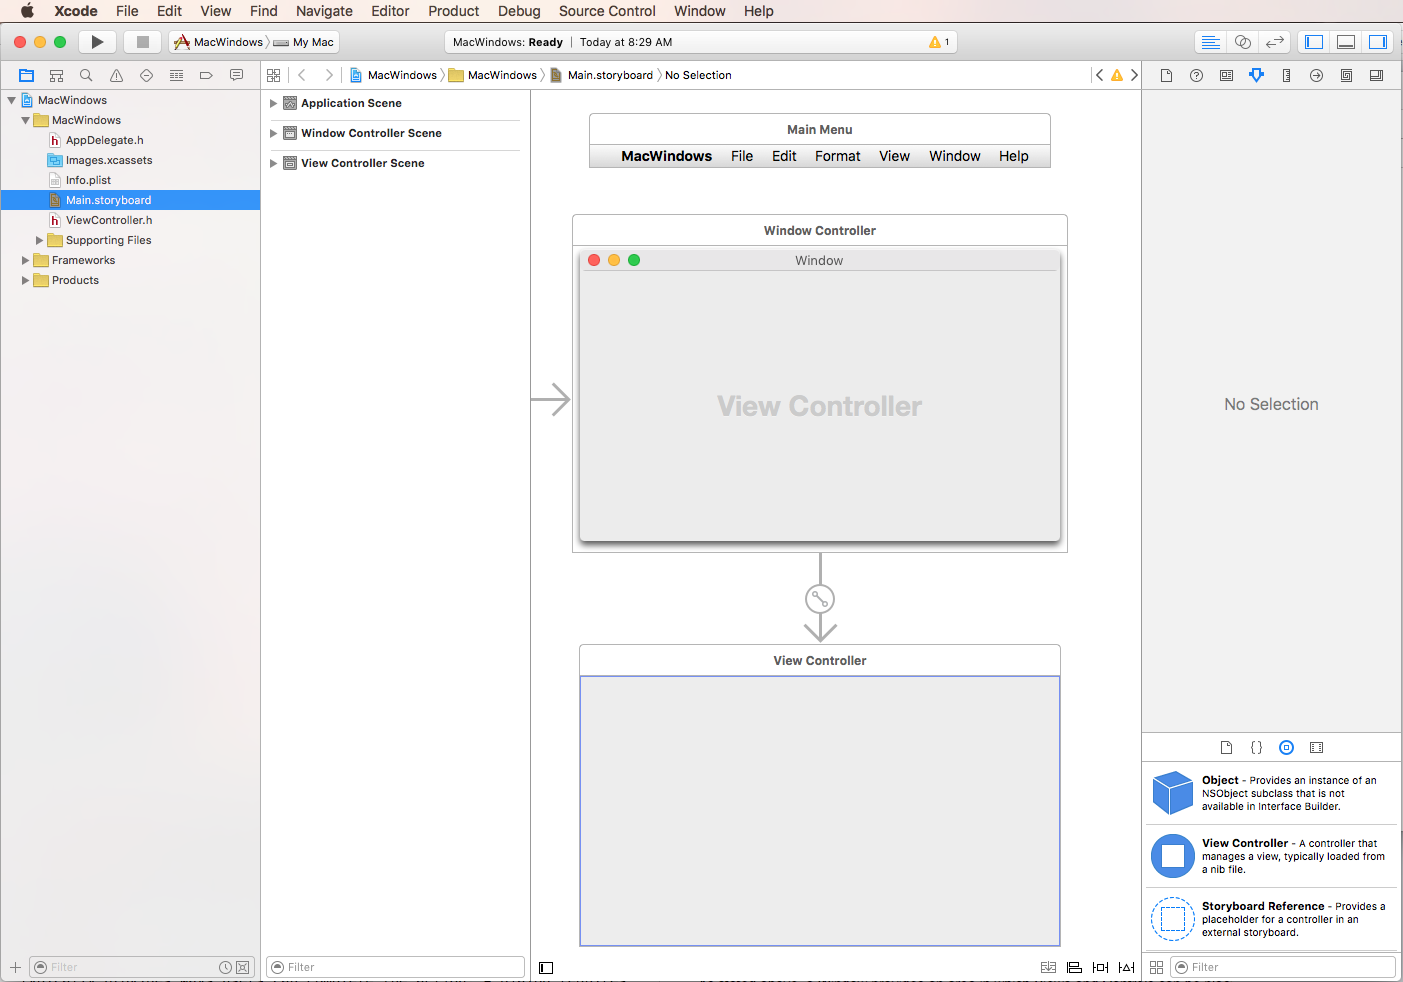 Xcode File Edit View Find Navigate Editor Product Debug Source Control Window Help
MacWindows My Mac
MacWindows: Ready | Today at 8:29 AM
1
MacWindows MacWindows Main.storyboard No Selection
MacWindows
MacWindows
AppDelegate.h
Images.xcassets
Info.plist
Main.storyboard
ViewController.h
Supporting Files
Frameworks
Products
Filter
Application Scene
Window Controller Scene
View Controller Scene
Filter
Main Menu
MacWindows File Edit Format View Window Help
Window Controller
Window
View Controller
View Controller
No Selection
Object - Provides an instance of an
NSObject subclass that is not
available in Interface Builder.
View Controller - A controller that
manages a view, typically loaded from
a nib file.
Storyboard Reference - Provides a
placeholder for a controller in an
external storyboard.
Filter